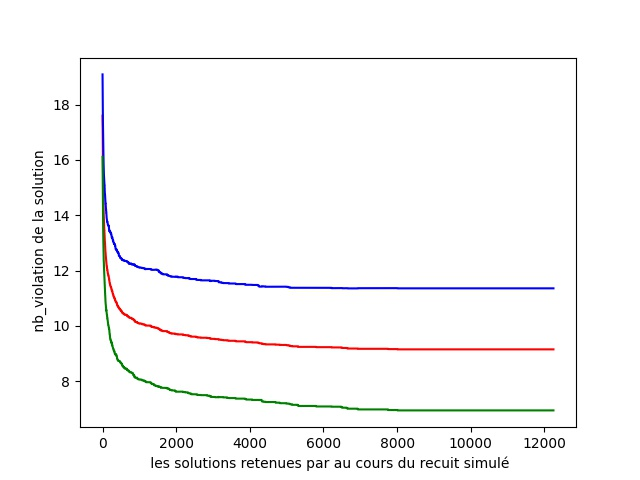 18
16
14
12
10
8
nb_violation de la solution
0 2000 4000 6000 8000 10000 12000
les solutions retenues par au cours du recuit simulé